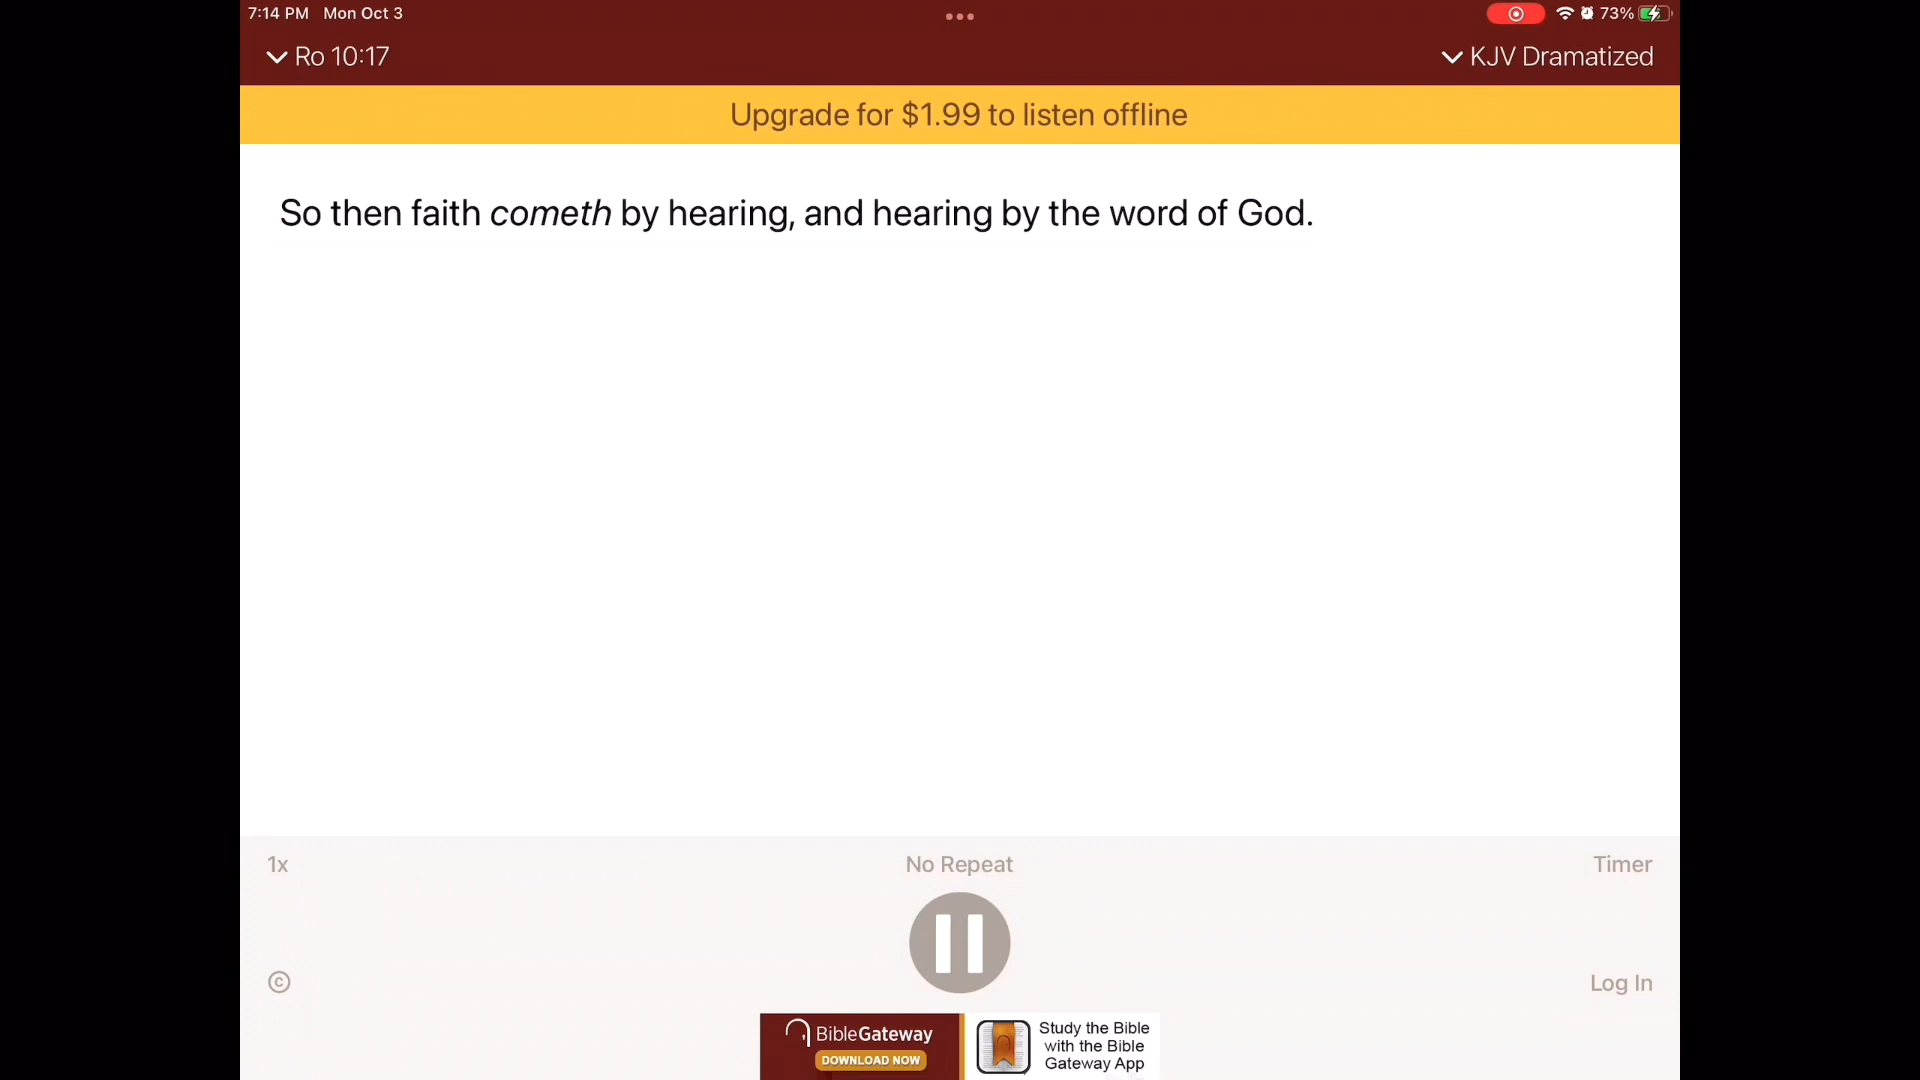 7:14 PM Mon Oct 3 73%
Ro 10:17 KJV Dramatized
Upgrade for $1.99 to listen offline
So then faith cometh by hearing, and hearing by the word of God.
1x No Repeat Timer
© Log In
BibleGateway
DOWNLOAD NOW
Study the Bible
with the Bible
Gateway App